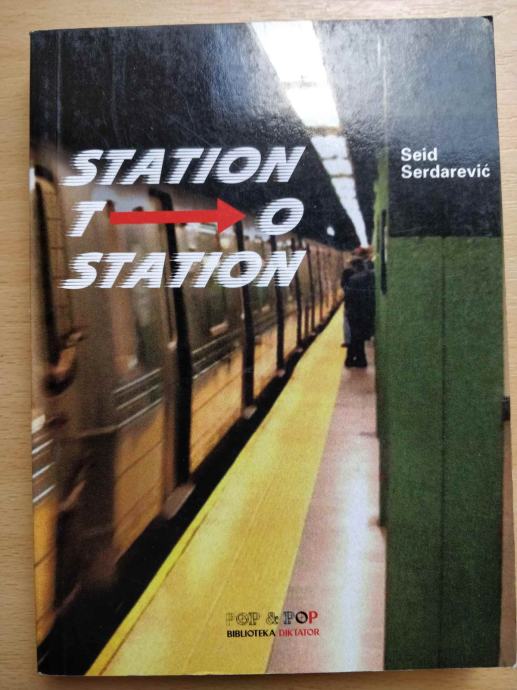 STATION
T O
STATION
Seid
Serdarević
POP & POP
BIBLIOTEKA DIKTATOR